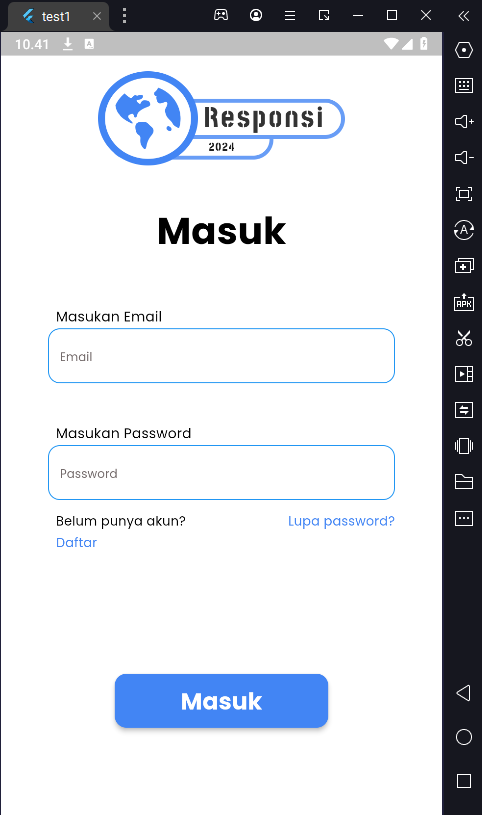 test1
10.41
Responsi
2024
Masuk
Masukan Email
Email
Masukan Password
Password
Belum punya akun? Lupa password?
Daftar
Masuk
A
A
APK